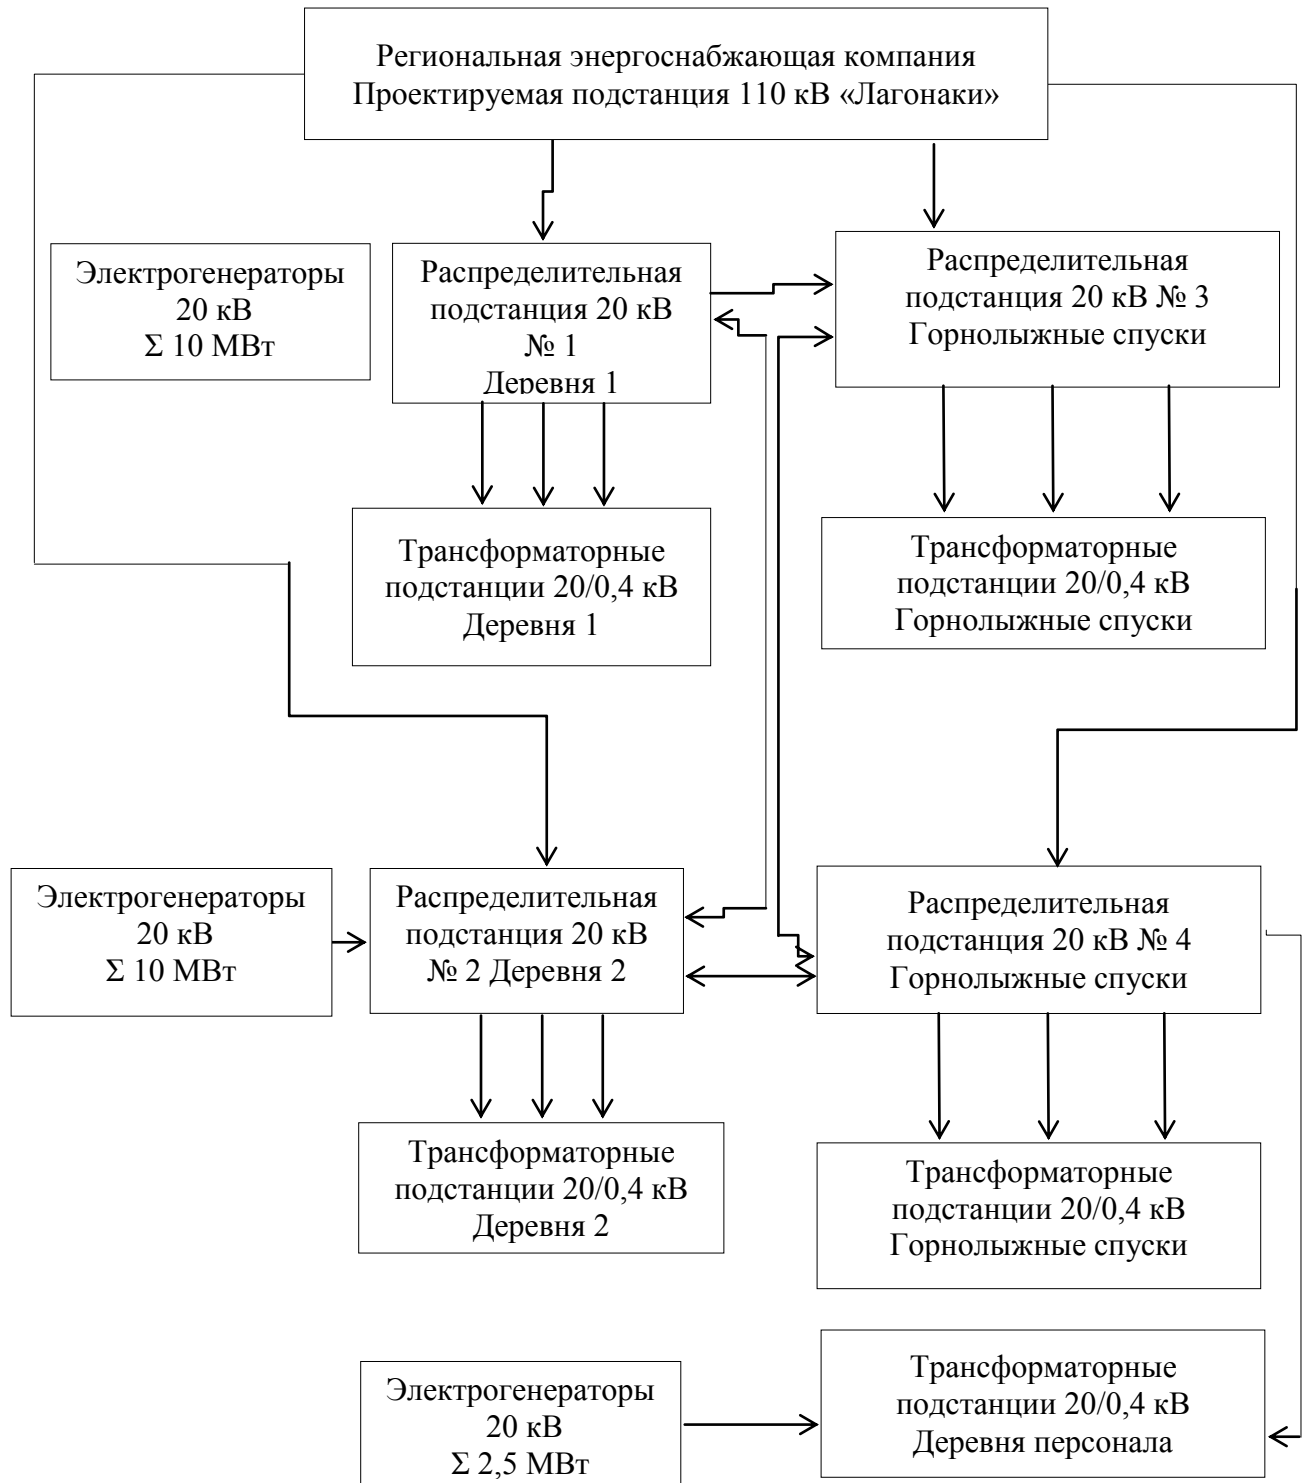 Региональная энергоснабжающая компания
Проектируемая подстанция 110 кВ «Лагонаки»
Электрогенераторы
20 кВ
Σ 10 МВт
Распределительная
подстанция 20 кВ
№ 1
Деревня 1
Распределительная
подстанция 20 кВ № 3
Горнолыжные спуски
Трансформаторные
подстанции 20/0,4 кВ
Деревня 1
Трансформаторные
подстанции 20/0,4 кВ
Горнолыжные спуски
Электрогенераторы
20 кВ
Σ 10 МВт
Распределительная
подстанция 20 кВ
№ 2 Деревня 2
Распределительная
подстанция 20 кВ № 4
Горнолыжные спуски
Трансформаторные
подстанции 20/0,4 кВ
Деревня 2
Трансформаторные
подстанции 20/0,4 кВ
Горнолыжные спуски
Электрогенераторы
20 кВ
Σ 2,5 МВт
Трансформаторные
подстанции 20/0,4 кВ
Деревня персонала